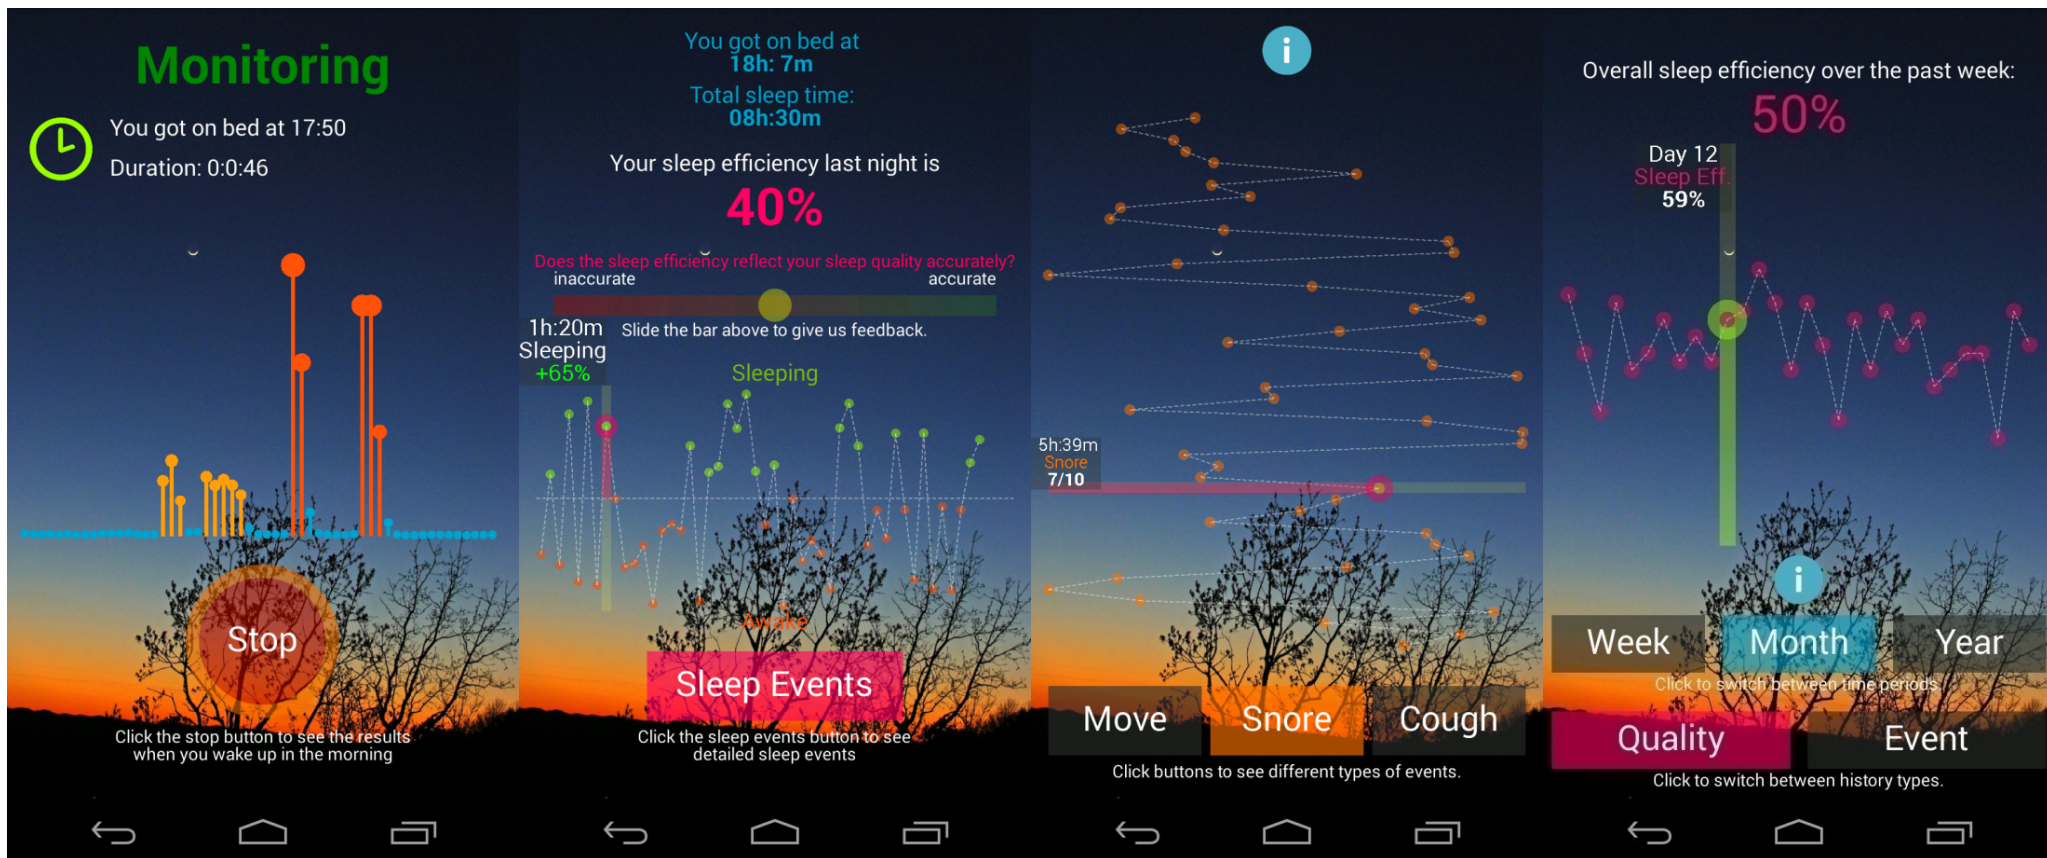 Monitoring
You got on bed at 17:50
Duration: 0:0:46
Stop
Click the stop button to see the results
when you wake up in the morning
You got on bed at
18h: 7m
Total sleep time:
08h:30m
Your sleep efficiency last night is
40%
Does the sleep efficiency reflect your sleep quality accurately?
inaccurate accurate
Slide the bar above to give us feedback.
1h:20m
Sleeping
+65%
Sleeping
Awake
Sleep Events
Click the sleep events button to see
detailed sleep events
i
5h:39m
Snore
7/10
Move Snore Cough
Click buttons to see different types of events.
Overall sleep efficiency over the past week:
50%
Day 12
Sleep Eff.
59%
i
Week Month Year
Click to switch between time periods.
Quality Event
Click to switch between history types.